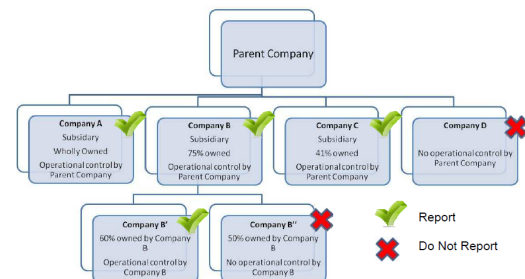 Parent Company
Company A
Subsidiary
Wholly Owned
Operational control by
Parent Company
Company B
Subsidiary
75% owned
Operational control by
Parent Company
Company C
Subsidiary
41% owned
Operational control by
Parent Company
Company D
No operational control by
Parent Company
Company B'
60% owned by Company
B
Operational control by
Company B
Company B''
50% owned by Company
B
No operational control by
Company B
Report
Do Not Report